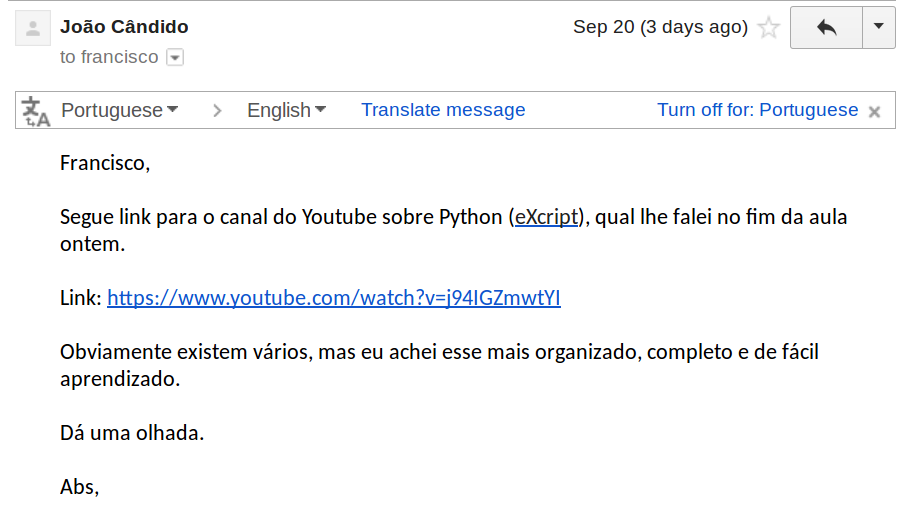 João Cândido
Sep 20 (3 days ago)
to francisco
Portuguese
English
Translate message
Turn off for: Portuguese
Francisco,
Segue link para o canal do Youtube sobre Python (eXcript), qual lhe falei no fim da aula
ontem.
Link: https://www.youtube.com/watch?v=j94IGZmwtYI
Obviamente existem vários, mas eu achei esse mais organizado, completo e de fácil
aprendizado.
Dá uma olhada.
Abs,